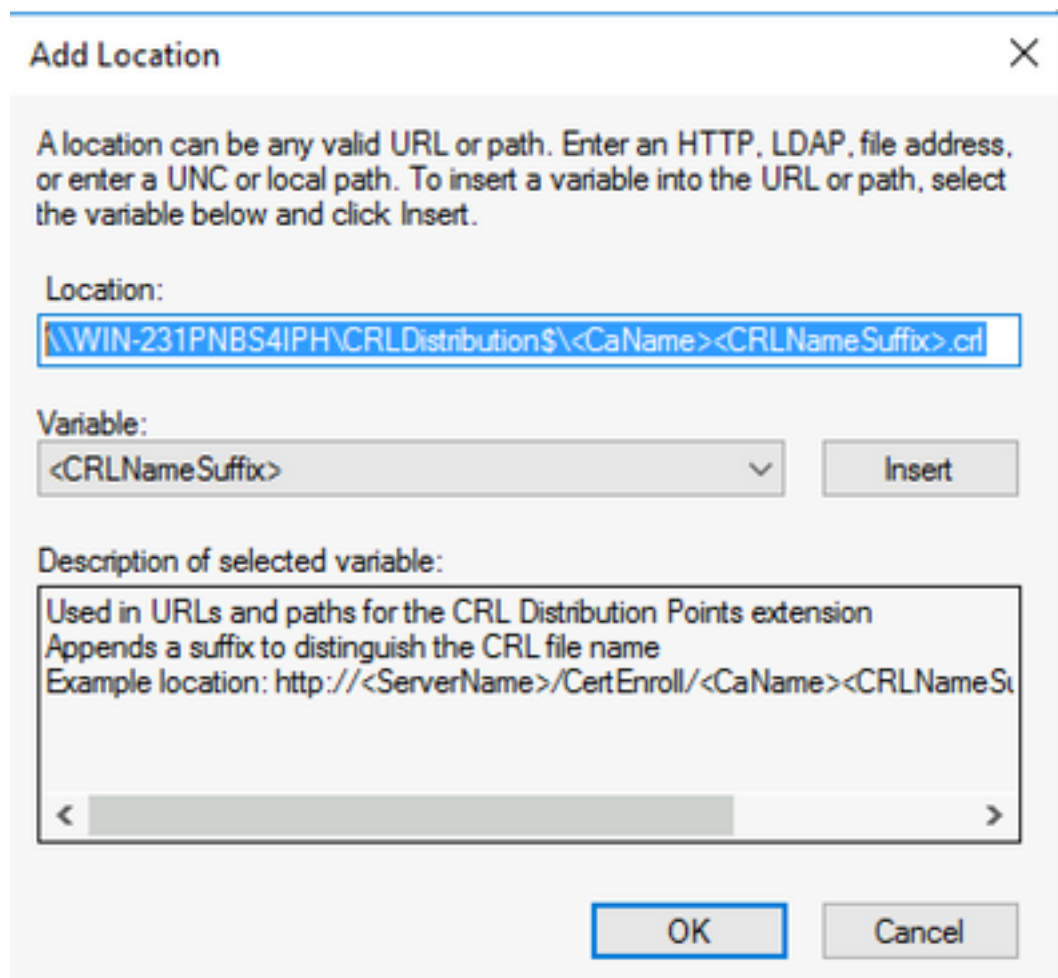 Add Location
A location can be any valid URL or path. Enter an HTTP, LDAP, file address,
or enter a UNC or local path. To insert a variable into the URL or path, select
the variable below and click Insert.
Location:
\\WIN-231PNBS4IPH\CRLDistribution$\<CaName><CRLNameSuffix>.crl
Variable:
<CRLNameSuffix>
Insert
Description of selected variable:
Used in URLs and paths for the CRL Distribution Points extension
Appends a suffix to distinguish the CRL file name
Example location: http://<ServerName>/CertEnroll/<CaName><CRLNameSu
OK
Cancel